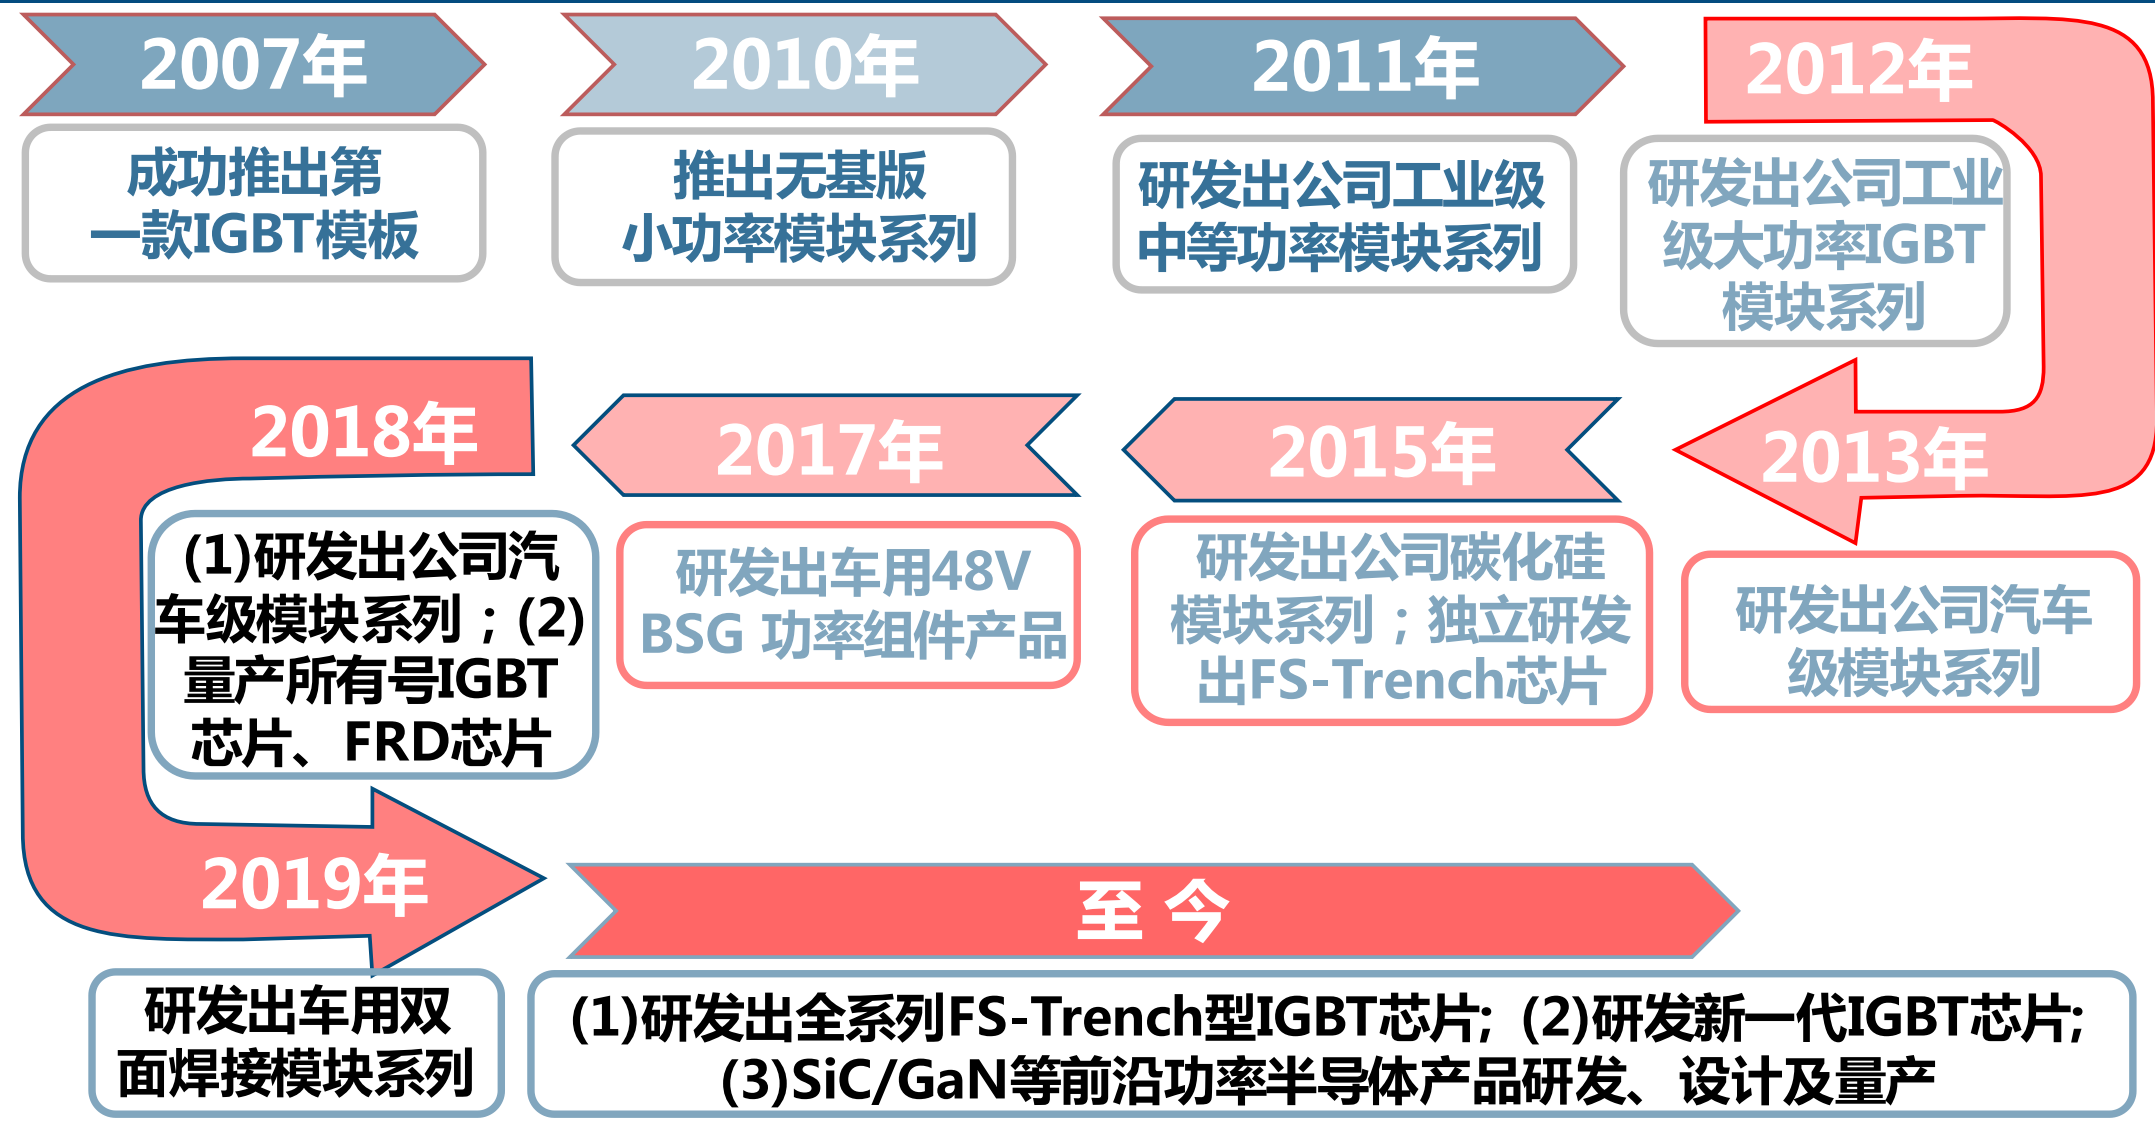 2007年
成功推出第
一款IGBT模板
2010年
推出无基版
小功率模块系列
2011年
研发出公司工业级
中等功率模块系列
2012年
研发出公司工业
级大功率IGBT
模块系列
2013年
研发出公司汽车
级模块系列
2015年
研发出公司碳化硅
模块系列；独立研发
出FS-Trench芯片
2017年
研发出车用48V
BSG 功率组件产品
2018年
(1)研发出公司汽
车级模块系列；(2)
量产所有号IGBT
芯片、FRD芯片
2019年
研发出车用双
面焊接模块系列
至 今
(1)研发出全系列FS-Trench型IGBT芯片; (2)研发新一代IGBT芯片;
(3)SiC/GaN等前沿功率半导体产品研发、设计及量产